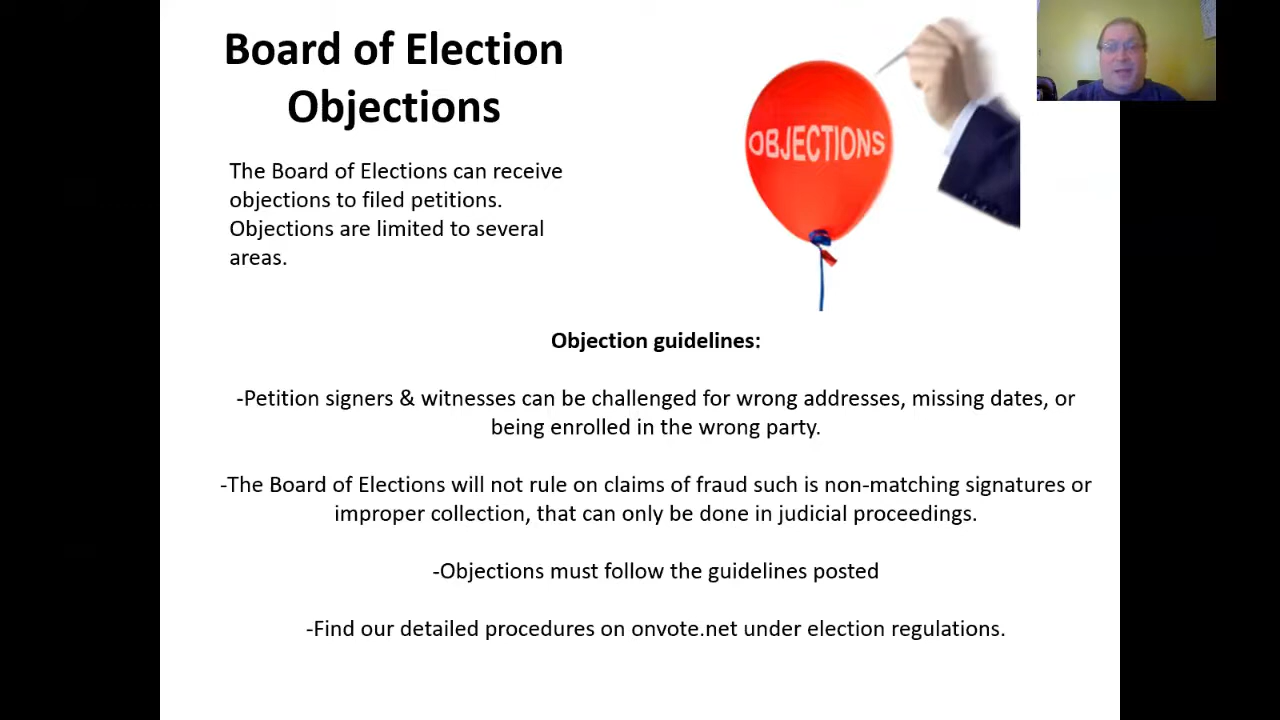 Board of Election
Objections
OBJECTIONS
The Board of Elections can receive
objections to filed petitions.
Objections are limited to several
areas.
Objection guidelines:
-Petition signers & witnesses can be challenged for wrong addresses, missing dates, or
being enrolled in the wrong party.
-The Board of Elections will not rule on claims of fraud such is non-matching signatures or
improper collection, that can only be done in judicial proceedings.
-Objections must follow the guidelines posted
-Find our detailed procedures on onvote.net under election regulations.